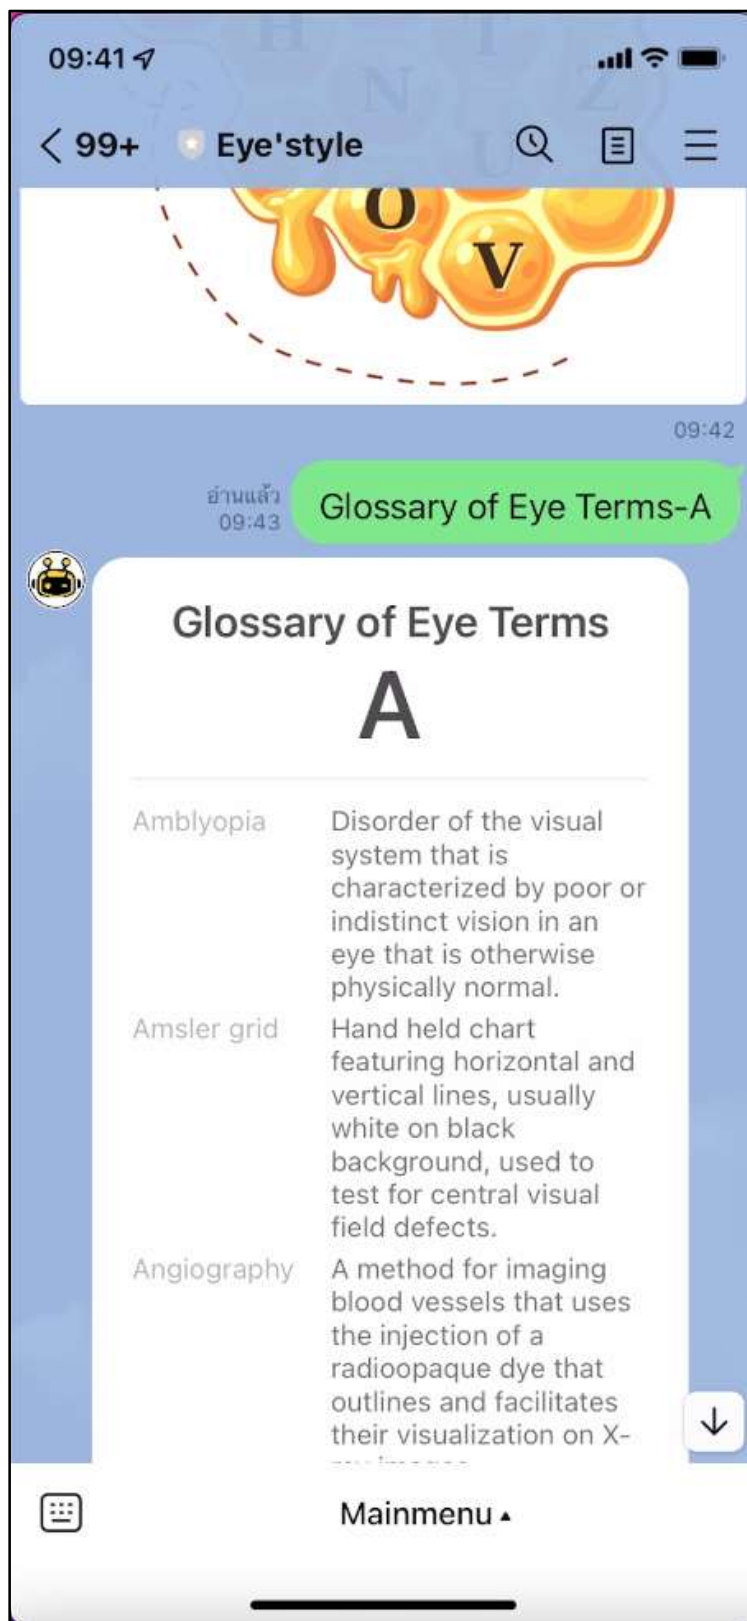 H T
N Z
09:41
99+ Eye'style
U
O
V
09:42
อ่านแล้ว
09:43
Glossary of Eye Terms-A
Glossary of Eye Terms
A
Amblyopia
Disorder of the visual
system that is
characterized by poor or
indistinct vision in an
eye that is otherwise
physically normal.
Amsler grid
Hand held chart
featuring horizontal and
vertical lines, usually
white on black
background, used to
test for central visual
field defects.
Angiography
A method for imaging
blood vessels that uses
the injection of a
radioopaque dye that
outlines and facilitates
their visualization on X-
Mainmenu